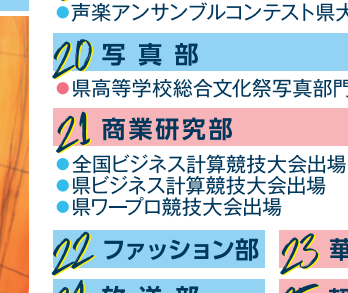 ●声楽アンサンブルコンテスト県大
20 写真部
●県高等学校総合文化祭写真部門
21 商業研究部
●全国ビジネス計算競技大会出場
●県ビジネス計算競技大会出場
●県ワープロ競技大会出場
22 ファッション部
23 華
放送部